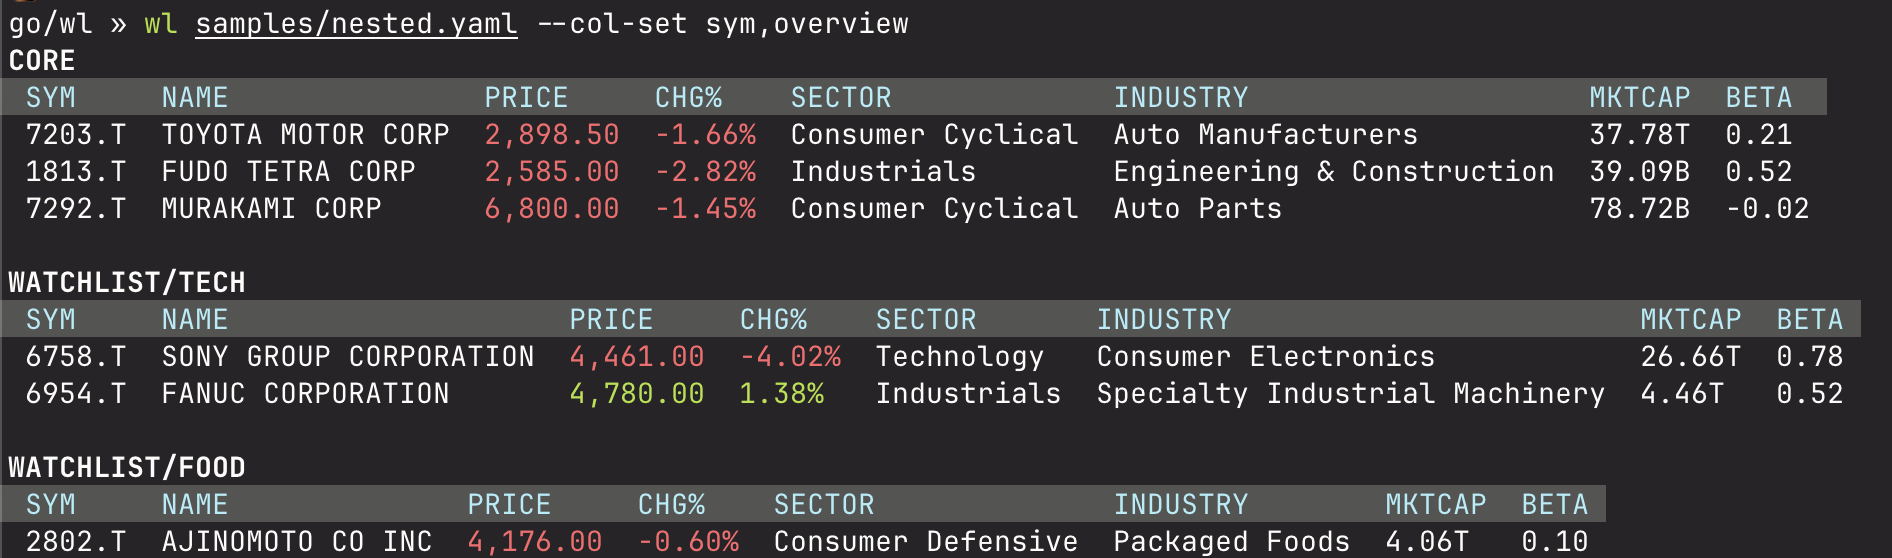 go/wl » wl samples/nested.yaml --col-set sym,overview
CORE
SYM NAME PRICE CHG% SECTOR INDUSTRY MKTCAP BETA
7203.T TOYOTA MOTOR CORP 2,898.50 -1.66% Consumer Cyclical Auto Manufacturers 37.78T 0.21
1813.T FUDO TETRA CORP 2,585.00 -2.82% Industrials Engineering & Construction 39.09B 0.52
7292.T MURAKAMI CORP 6,800.00 -1.45% Consumer Cyclical Auto Parts 78.72B -0.02
WATCHLIST/TECH
SYM NAME PRICE CHG% SECTOR INDUSTRY MKTCAP BETA
6758.T SONY GROUP CORPORATION 4,461.00 -4.02% Technology Consumer Electronics 26.66T 0.78
6954.T FANUC CORPORATION 4,780.00 1.38% Industrials Specialty Industrial Machinery 4.46T 0.52
WATCHLIST/FOOD
SYM NAME PRICE CHG% SECTOR INDUSTRY MKTCAP BETA
2802.T AJINOMOTO CO INC 4,176.00 -0.60% Consumer Defensive Packaged Foods 4.06T 0.10